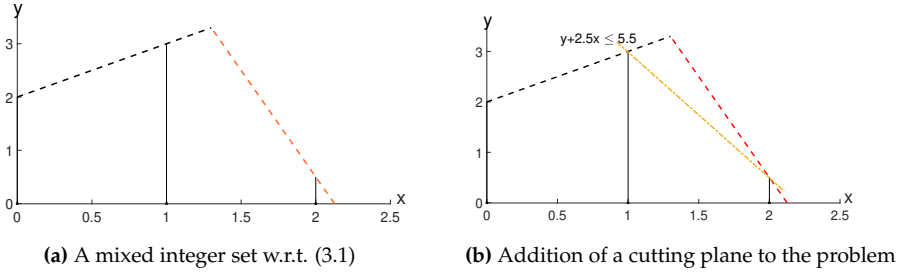 y
3
2
1
0
0
0.5
1
1.5
2
2.5
x
(a) A mixed integer set w.r.t. (3.1)
y
y+2.5x ≤ 5.5
3
2
1
0
0
0.5
1
1.5
2
2.5
x
(b) Addition of a cutting plane to the problem